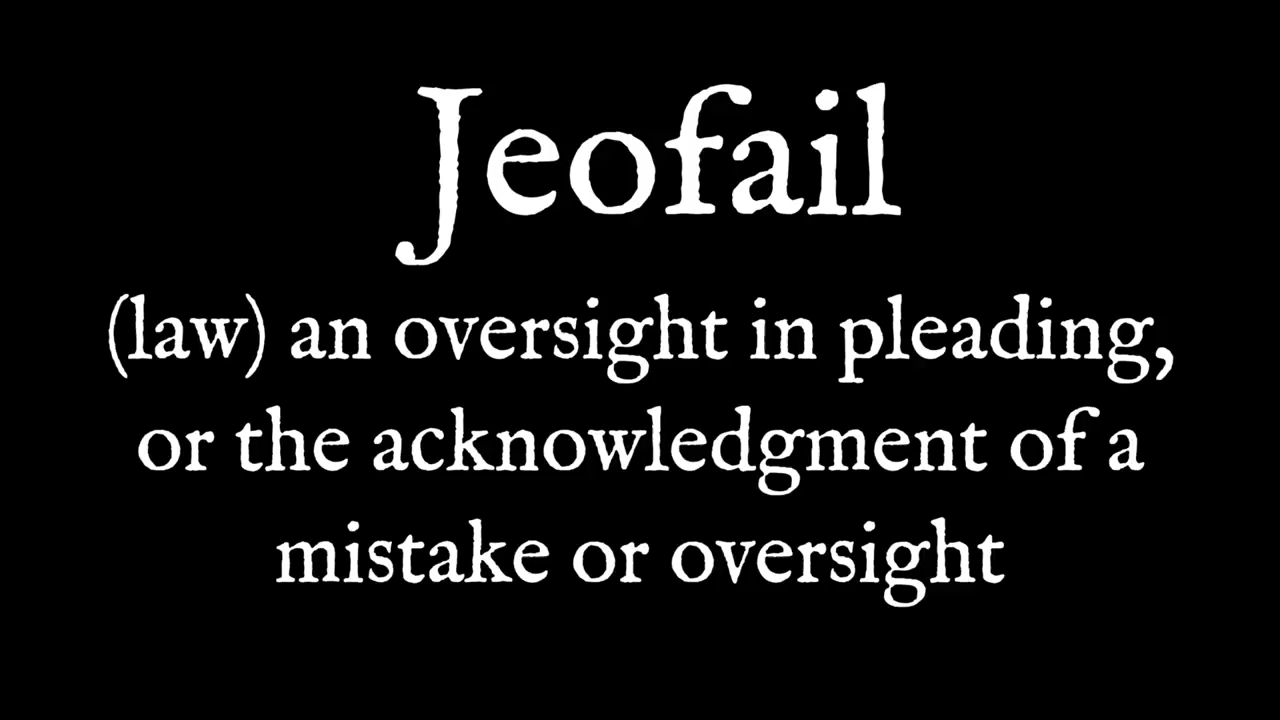 Jeofail
(law) an oversight in pleading,
or the acknowledgment of a
mistake or oversight